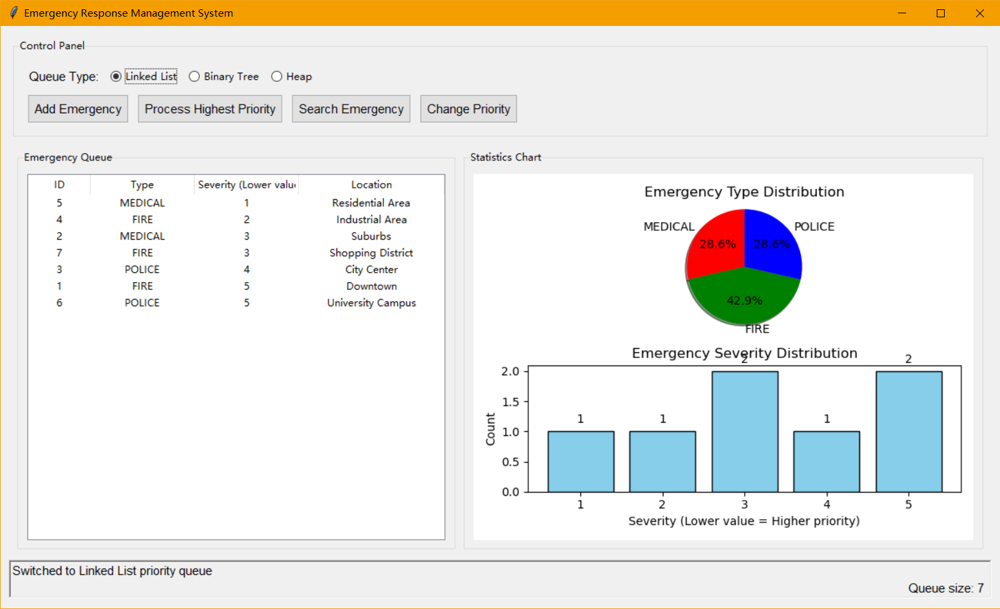 Emergency Response Management System
Control Panel
Queue Type: Linked List Binary Tree Heap
Add Emergency Process Highest Priority Search Emergency Change Priority
Emergency Queue
ID Type Severity (Lower valu Location
5 MEDICAL 1 Residential Area
4 FIRE 2 Industrial Area
2 MEDICAL 3 Suburbs
7 FIRE 3 Shopping District
3 POLICE 4 City Center
1 FIRE 5 Downtown
6 POLICE 5 University Campus
Statistics Chart
Emergency Type Distribution
MEDICAL POLICE
28.6% 28.6%
42.9%
FIRE
Emergency Severity Distribution
2 2
1 1 1
2.0
1.5
1.0
0.5
0.0
Count
1 2 3 4 5
Severity (Lower value = Higher priority)
Switched to Linked List priority queue
Queue size: 7